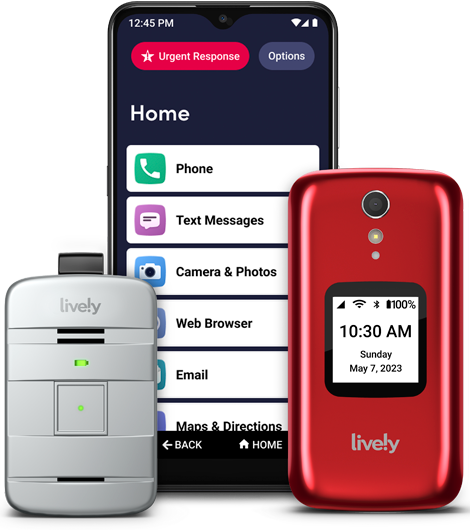 12:45 PM
Urgent Response
Options
Home
Phone
Text Messages
Camera & Photos
Web Browser
Email
Maps & Directions
BACK
HOME
lively
100%
10:30 AM
Sunday
May 7, 2023
lively